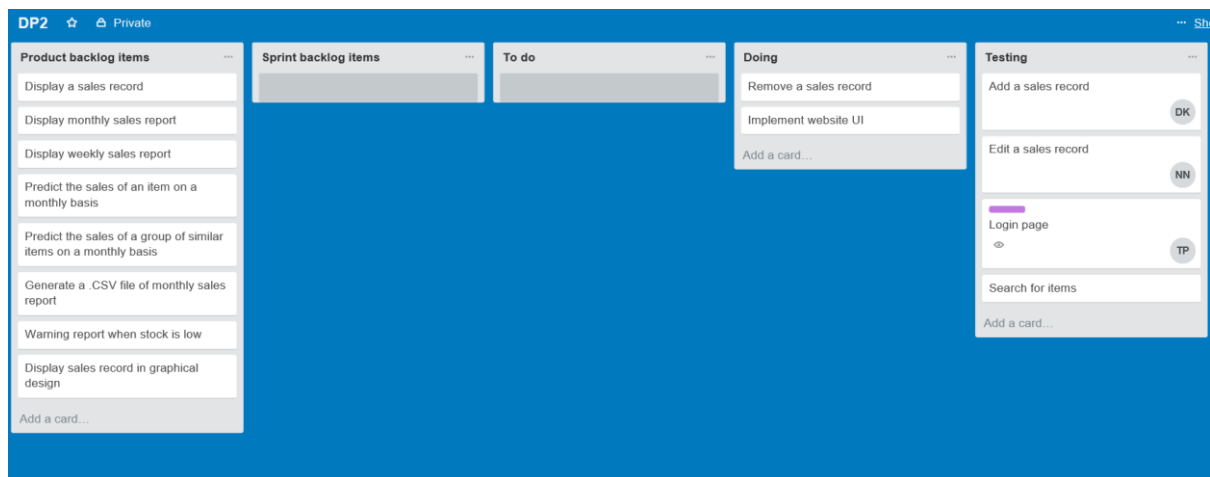 DP2 Private
Product backlog items
Display a sales record
Display monthly sales report
Display weekly sales report
Predict the sales of an item on a
monthly basis
Predict the sales of a group of similar
items on a monthly basis
Generate a .CSV file of monthly sales
report
Warning report when stock is low
Display sales record in graphical
design
Add a card...
Sprint backlog items
To do
Doing
Remove a sales record
Implement website UI
Add a card...
Testing
Add a sales record
DK
Edit a sales record
NN
Login page
TP
Search for items
Add a card...